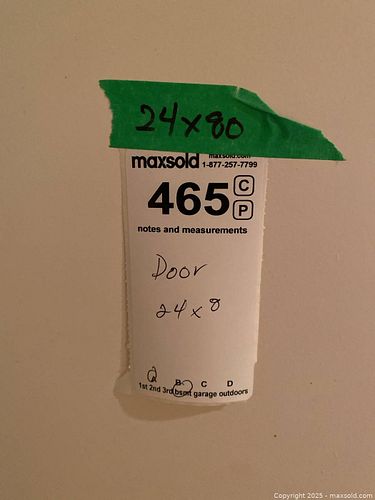 24x80
maxsold maxsold.com
1-877-257-7799
465 C
P
notes and measurements
Door
24x8
A B C D
1st 2nd 3rd bsmt garage outdoors
Copyright 2025 - maxsold.com